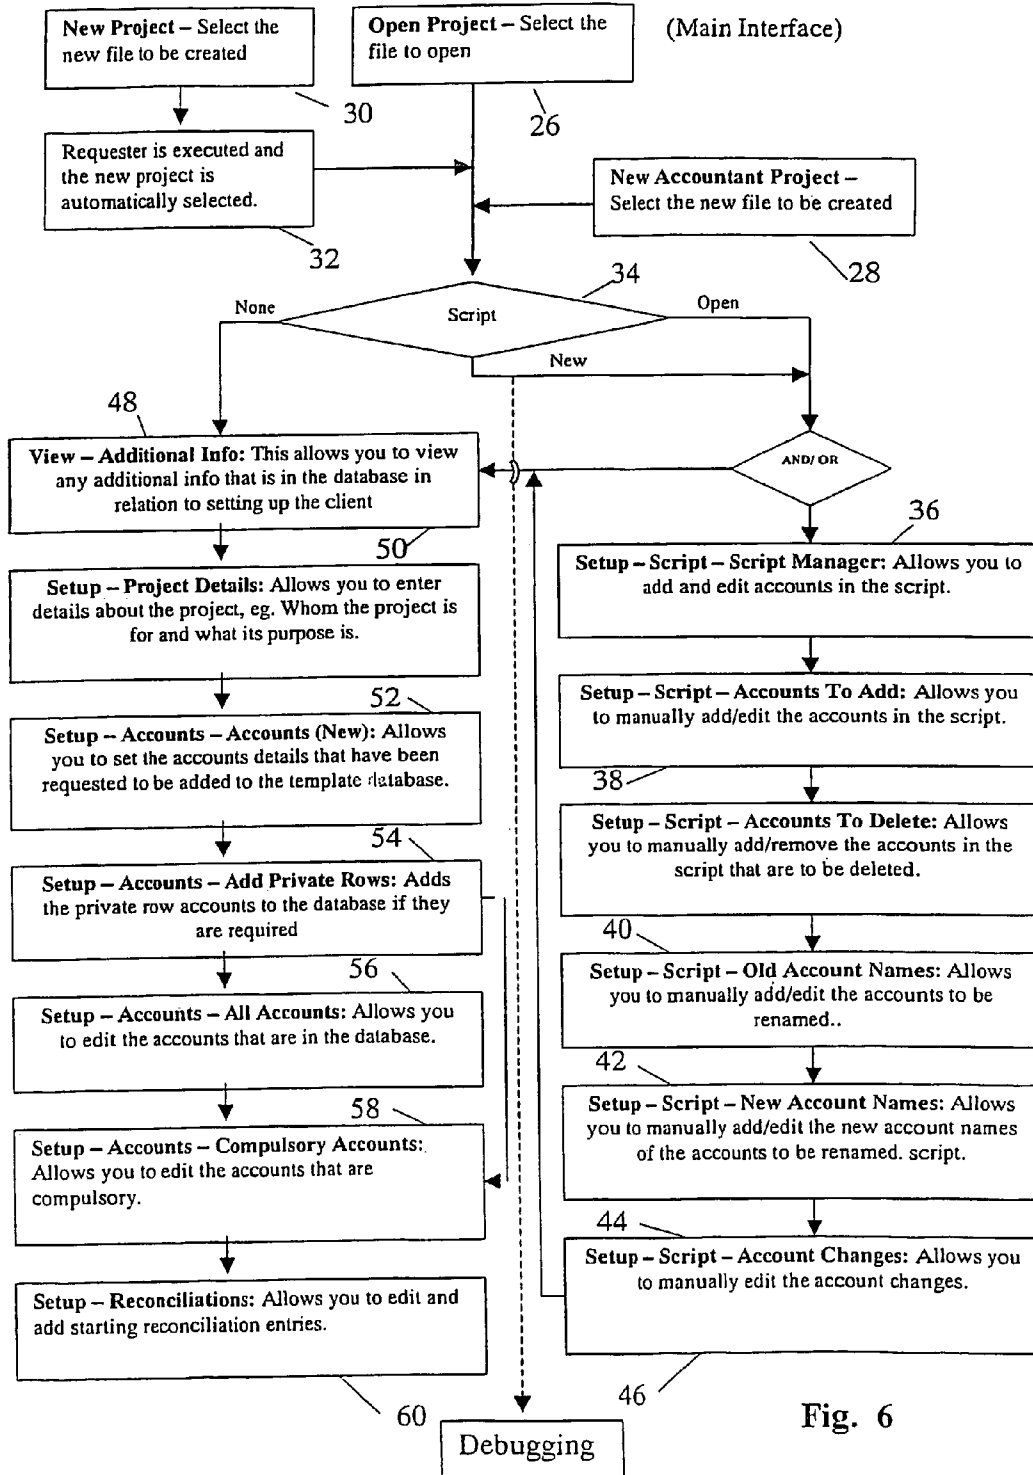 New Project – Select the
new file to be created
Open Project – Select the
file to open
(Main Interface)
30
26
Requester is executed and
the new project is
automatically selected.
New Accountant Project –
Select the new file to be created
32
28
34
None
Script
Open
New
48
View – Additional Info: This allows you to view
any additional info that is in the database in
relation to setting up the client
AND/ OR
50
36
Setup – Project Details: Allows you to enter
details about the project, eg. Whom the project is
for and what its purpose is.
Setup – Script – Script Manager: Allows you to
add and edit accounts in the script.
52
Setup – Accounts – Accounts (New): Allows
you to set the accounts details that have been
requested to be added to the template database.
Setup – Script – Accounts To Add: Allows you
to manually add/edit the accounts in the script.
38
54
Setup – Accounts – Add Private Rows: Adds
the private row accounts to the database if they
are required
Setup – Script – Accounts To Delete: Allows
you to manually add/remove the accounts in the
script that are to be deleted.
40
56
Setup – Accounts – All Accounts: Allows you
to edit the accounts that are in the database.
Setup – Script – Old Account Names: Allows
you to manually add/edit the accounts to be
renamed..
42
58
Setup – Accounts – Compulsory Accounts:
Allows you to edit the accounts that are
compulsory.
Setup – Script – New Account Names: Allows
you to manually add/edit the new account names
of the accounts to be renamed. script.
44
Setup – Reconciliations: Allows you to edit and
add starting reconciliation entries.
Setup – Script – Account Changes: Allows you
to manually edit the account changes.
46
60
Fig. 6
Debugging